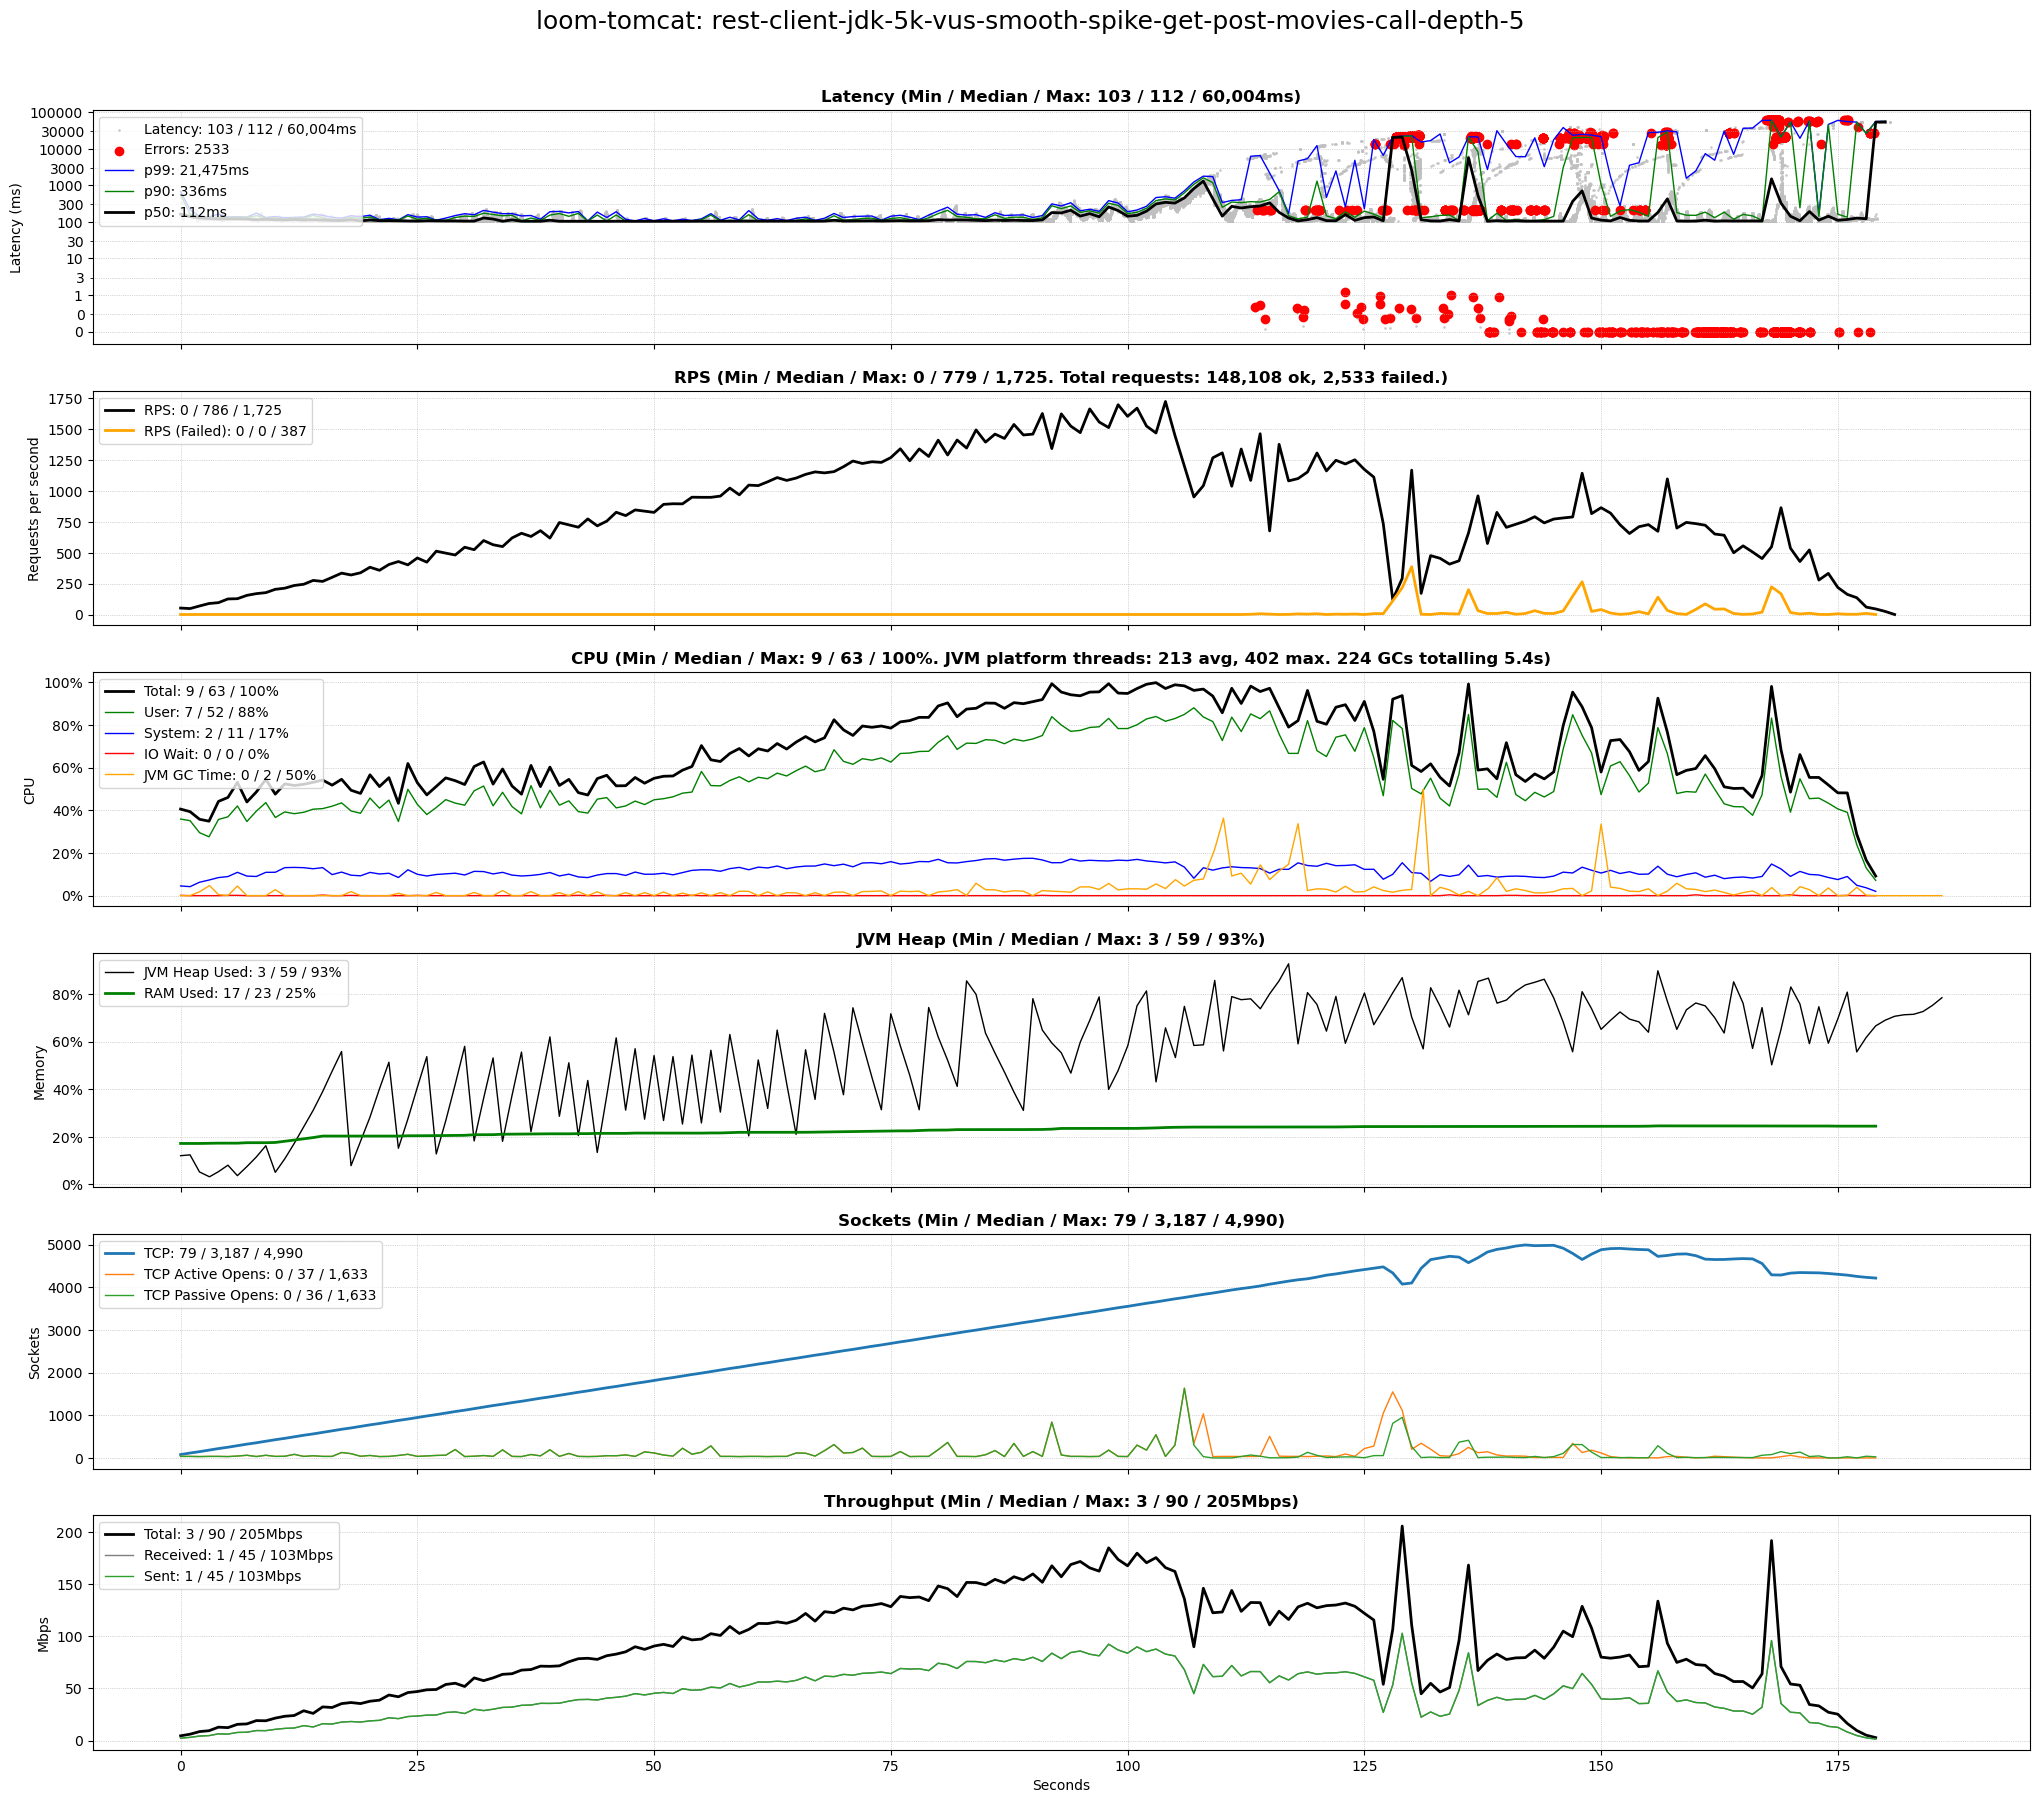 loom-tomcat: rest-client-jdk-5k-vus-smooth-spike-get-post-movies-call-depth-5
Latency (Min / Median / Max: 103 / 112 / 60,004ms)
Latency (ms)
100000
30000
10000
3000
1000
300
100
30
10
3
1
0
0
Latency: 103 / 112 / 60,004ms
Errors: 2533
p99: 21,475ms
p90: 336ms
p50: 112ms
RPS (Min / Median / Max: 0 / 779 / 1,725. Total requests: 148,108 ok, 2,533 failed.)
Requests per second
1750
1500
1250
1000
750
500
250
0
RPS: 0 / 786 / 1,725
RPS (Failed): 0 / 0 / 387
CPU (Min / Median / Max: 9 / 63 / 100%. JVM platform threads: 213 avg, 402 max. 224 GCs totalling 5.4s)
CPU
100%
80%
60%
40%
20%
0%
Total: 9 / 63 / 100%
User: 7 / 52 / 88%
System: 2 / 11 / 17%
IO Wait: 0 / 0 / 0%
JVM GC Time: 0 / 2 / 50%
JVM Heap (Min / Median / Max: 3 / 59 / 93%)
Memory
80%
60%
40%
20%
0%
JVM Heap Used: 3 / 59 / 93%
RAM Used: 17 / 23 / 25%
Sockets (Min / Median / Max: 79 / 3,187 / 4,990)
Sockets
5000
4000
3000
2000
1000
0
TCP: 79 / 3,187 / 4,990
TCP Active Opens: 0 / 37 / 1,633
TCP Passive Opens: 0 / 36 / 1,633
Throughput (Min / Median / Max: 3 / 90 / 205Mbps)
Mbps
200
150
100
50
0
Total: 3 / 90 / 205Mbps
Received: 1 / 45 / 103Mbps
Sent: 1 / 45 / 103Mbps
0 25 50 75 100 125 150 175
Seconds